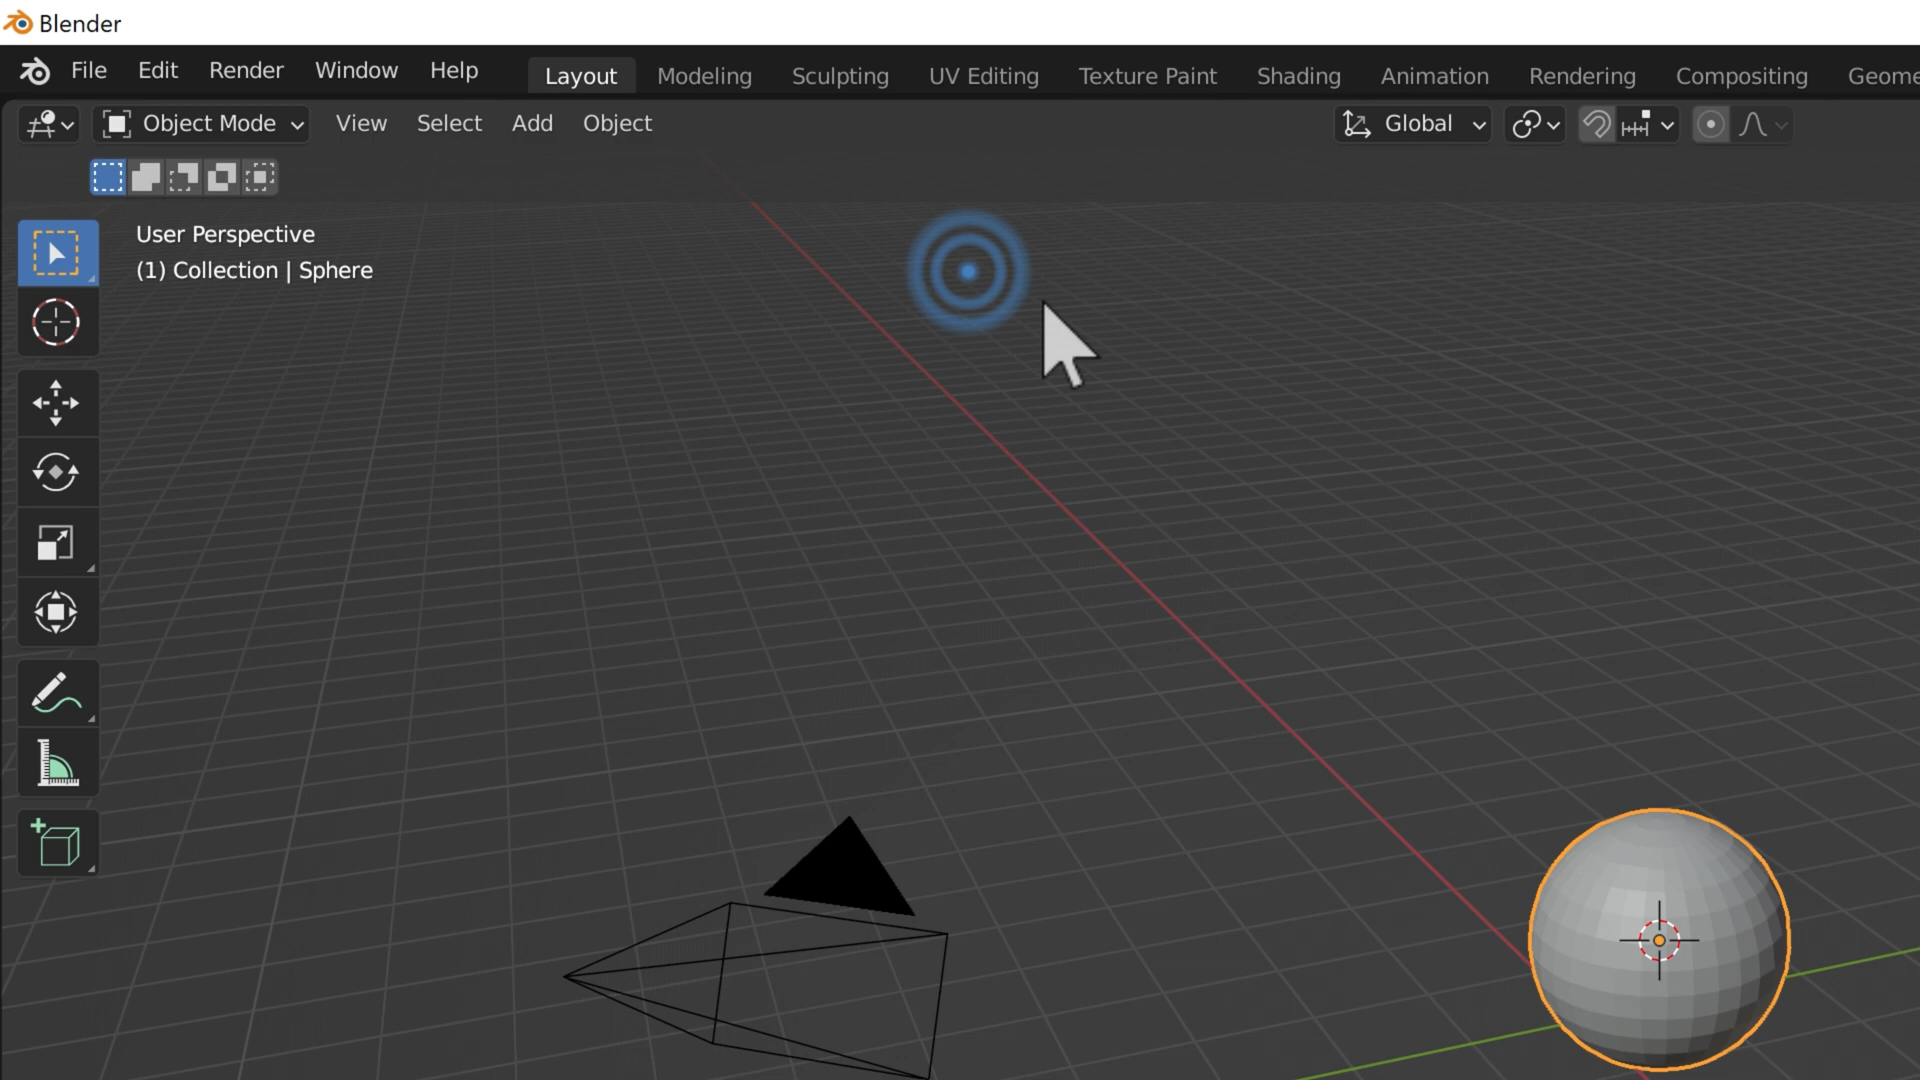 Blender
File Edit Render Window Help Layout Modeling Sculpting UV Editing Texture Paint Shading Animation Rendering Compositing Geome
Object Mode View Select Add Object Global
User Perspective
(1) Collection | Sphere